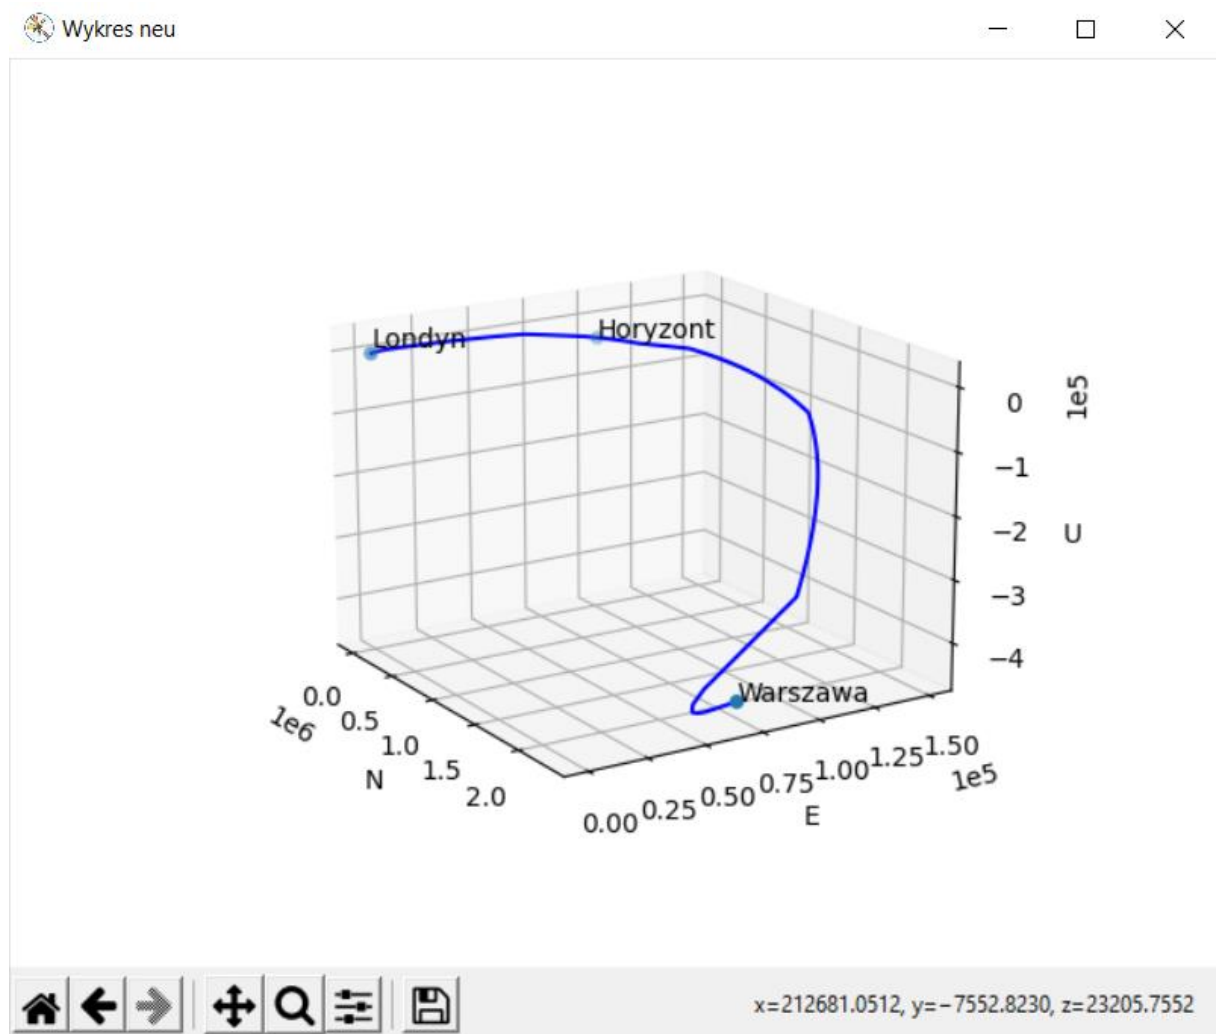 Wykres neu
Londyn
Horyzont
0
1e5
−1
−2
U
−3
−4
Warszawa
0.0
0.5
1e6
1.0
1.5
N
2.0
1.50
1.25
1e5
1.00
0.75
0.50
0.25
0.00
E
x=212681.0512, y=−7552.8230, z=23205.7552